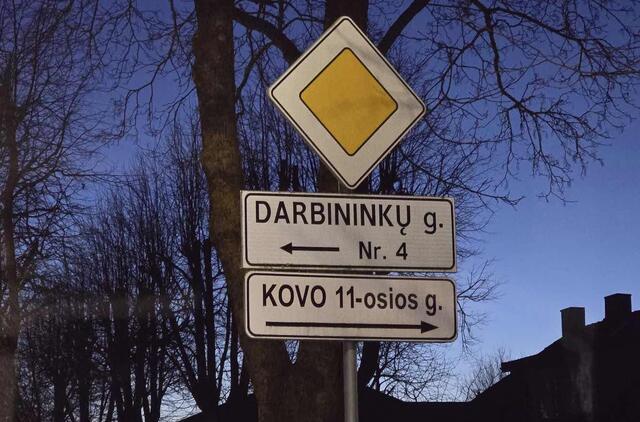 DARBININKŲ g.
Nr. 4
KOVO 11-osios g.